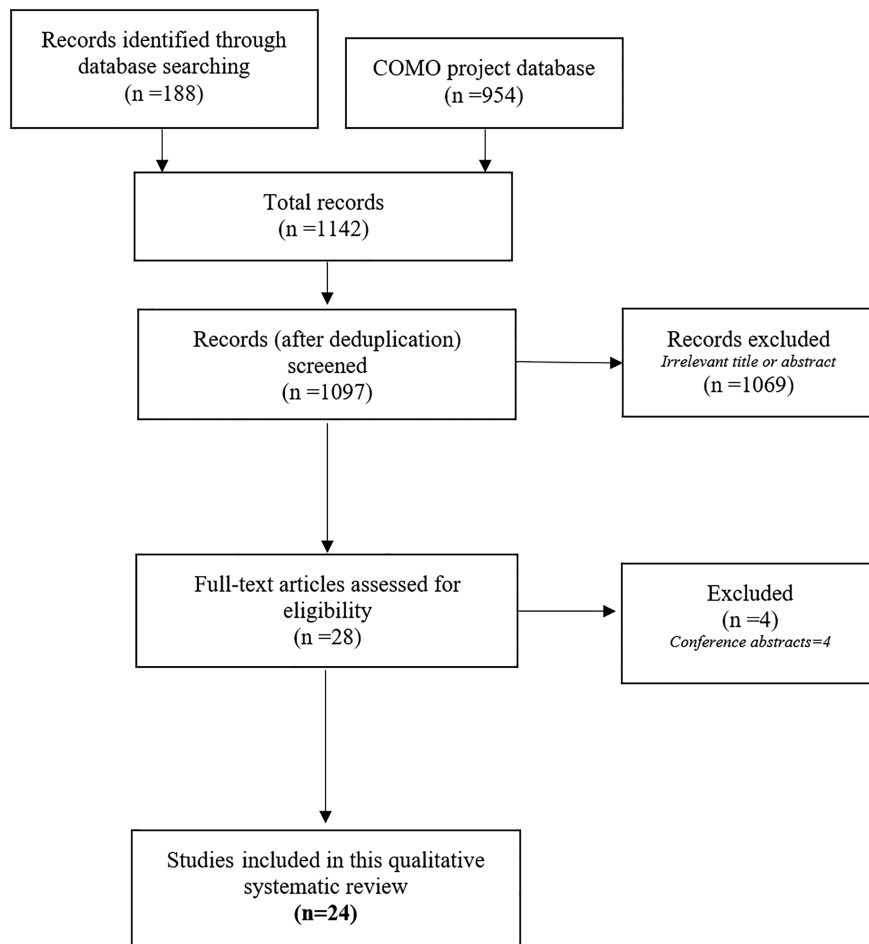 Records identified through
database searching
(n =188)
COMO project database
(n =954)
Total records
(n =1142)
Records (after deduplication)
screened
(n =1097)
Records excluded
Irrelevant title or abstract
(n =1069)
Full-text articles assessed for
eligibility
(n =28)
Excluded
(n =4)
Conference abstracts=4
Studies included in this qualitative
systematic review
(n=24)